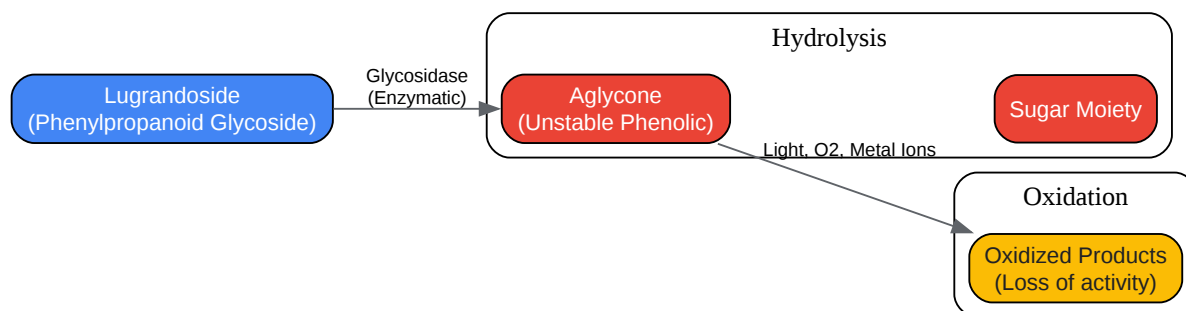 Hydrolysis
Lugrandoside
(Phenylpropanoid Glycoside)
Glycosidase
(Enzymatic)
Aglycone
(Unstable Phenolic)
Sugar Moiety
Light, O2, Metal Ions
Oxidation
Oxidized Products
(Loss of activity)